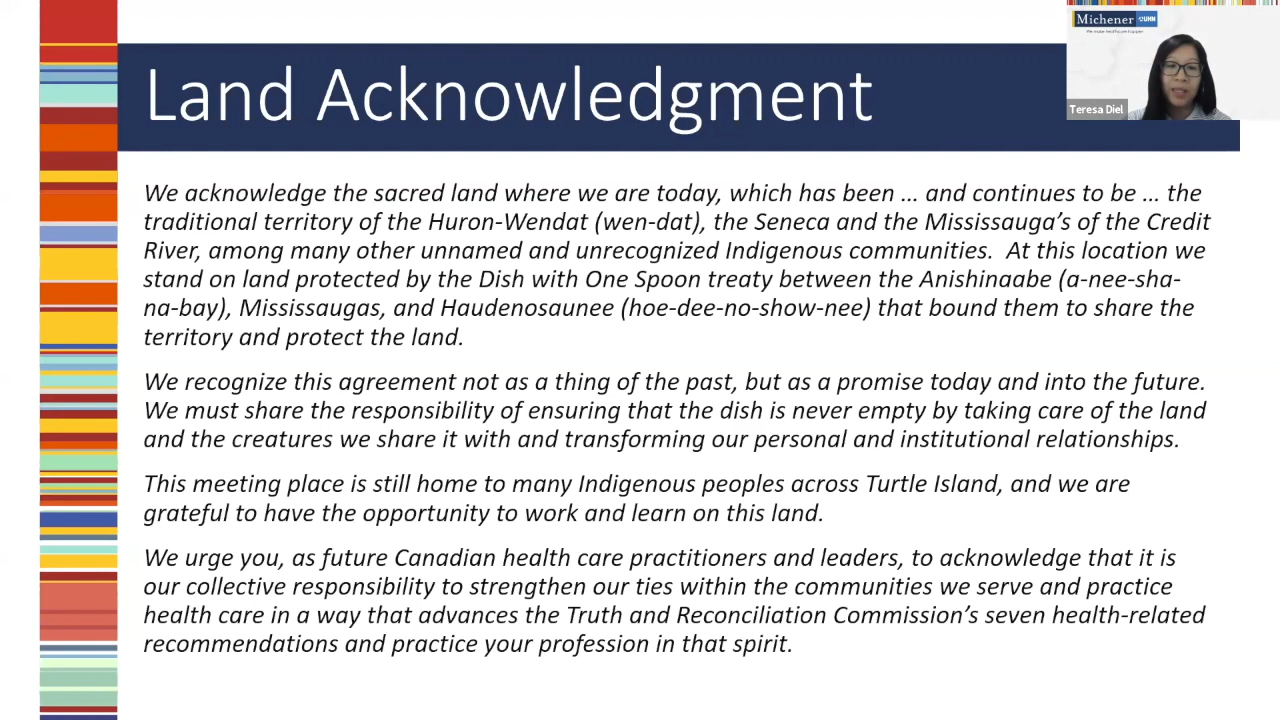 Land Acknowledgment
Michener UHN
We make healthcare happen
Teresa Diel
We acknowledge the sacred land where we are today, which has been … and continues to be … the
traditional territory of the Huron-Wendat (wen-dat), the Seneca and the Mississauga’s of the Credit
River, among many other unnamed and unrecognized Indigenous communities.  At this location we
stand on land protected by the Dish with One Spoon treaty between the Anishinaabe (a-nee-sha-
na-bay), Mississaugas, and Haudenosaunee (hoe-dee-no-show-nee) that bound them to share the
territory and protect the land.
We recognize this agreement not as a thing of the past, but as a promise today and into the future.
We must share the responsibility of ensuring that the dish is never empty by taking care of the land
and the creatures we share it with and transforming our personal and institutional relationships.
This meeting place is still home to many Indigenous peoples across Turtle Island, and we are
grateful to have the opportunity to work and learn on this land.
We urge you, as future Canadian health care practitioners and leaders, to acknowledge that it is
our collective responsibility to strengthen our ties within the communities we serve and practice
health care in a way that advances the Truth and Reconciliation Commission’s seven health-related
recommendations and practice your profession in that spirit.